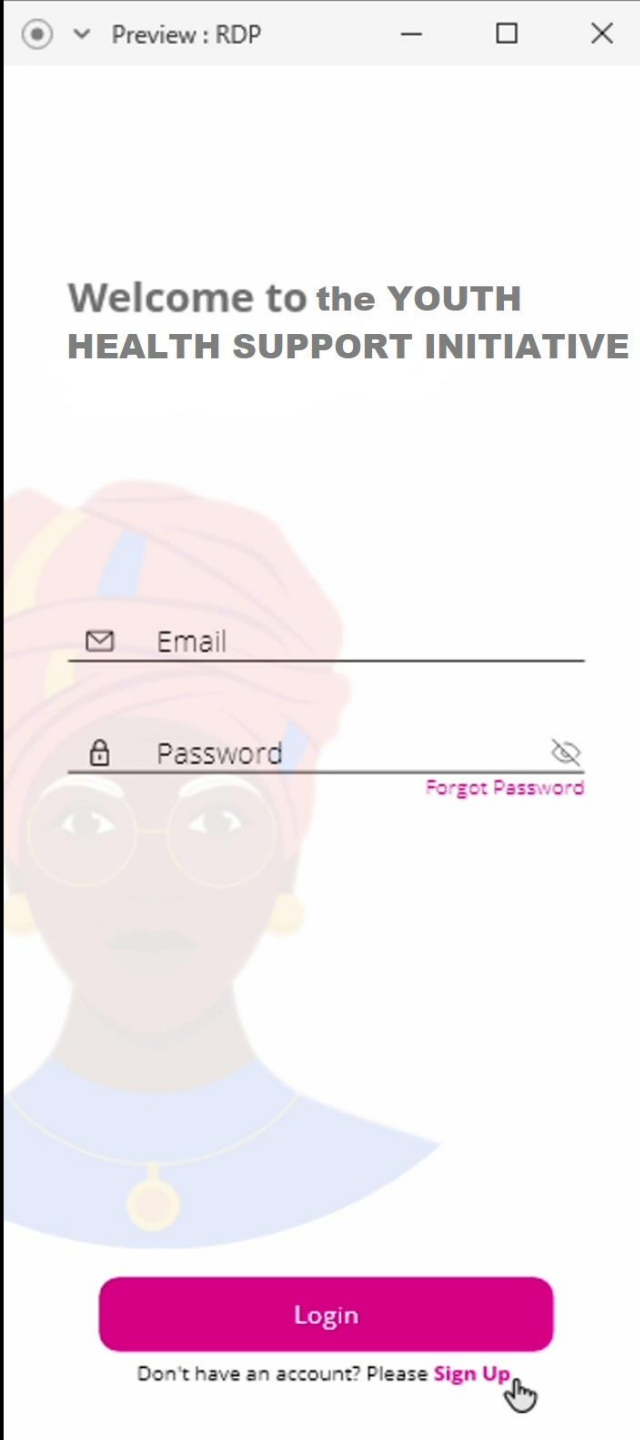 Preview : RDP
Welcome to the YOUTH
HEALTH SUPPORT INITIATIVE
Email
Password
Forgot Password
Login
Don't have an account? Please Sign Up